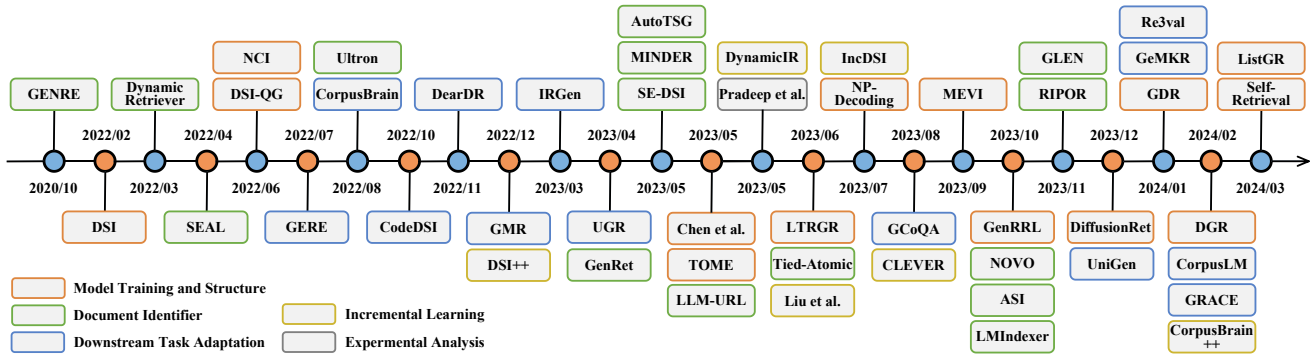 AutoTSG
Re3val
NCI
Ultron
MINDER
DynamicIR
IncDSI
GLEN
GeMKR
ListGR
GENRE
Dynamic
Retriever
DSI-QG
CorpusBrain
DearDR
IRGen
SE-DSI
Pradeep et al.
NP-
Decoding
MEVI
RIPOR
GDR
Self-
Retrieval
2022/02
2022/04
2022/07
2022/10
2022/12
2023/04
2023/05
2023/06
2023/08
2023/10
2023/12
2024/02
2020/10
2022/03
2022/06
2022/08
2022/11
2023/03
2023/05
2023/05
2023/07
2023/09
2023/11
2024/01
2024/03
DSI
SEAL
GERE
CodeDSI
GMR
UGR
Chen et al.
LTRGR
GCoQA
GenRRL
DiffusionRet
DGR
DSI++
GenRet
TOME
Tied-Atomic
CLEVER
NOVO
UniGen
CorpusLM
LLM-URL
Liu et al.
ASI
GRACE
LMIndexer
CorpusBrain
++
Model Training and Structure
Document Identifier
Downstream Task Adaptation
Incremental Learning
Expermental Analysis